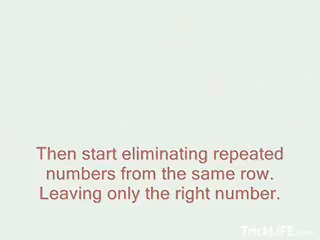 Then start eliminating repeated
numbers from the same row.
Leaving only the right number.
TrickLIFE.com